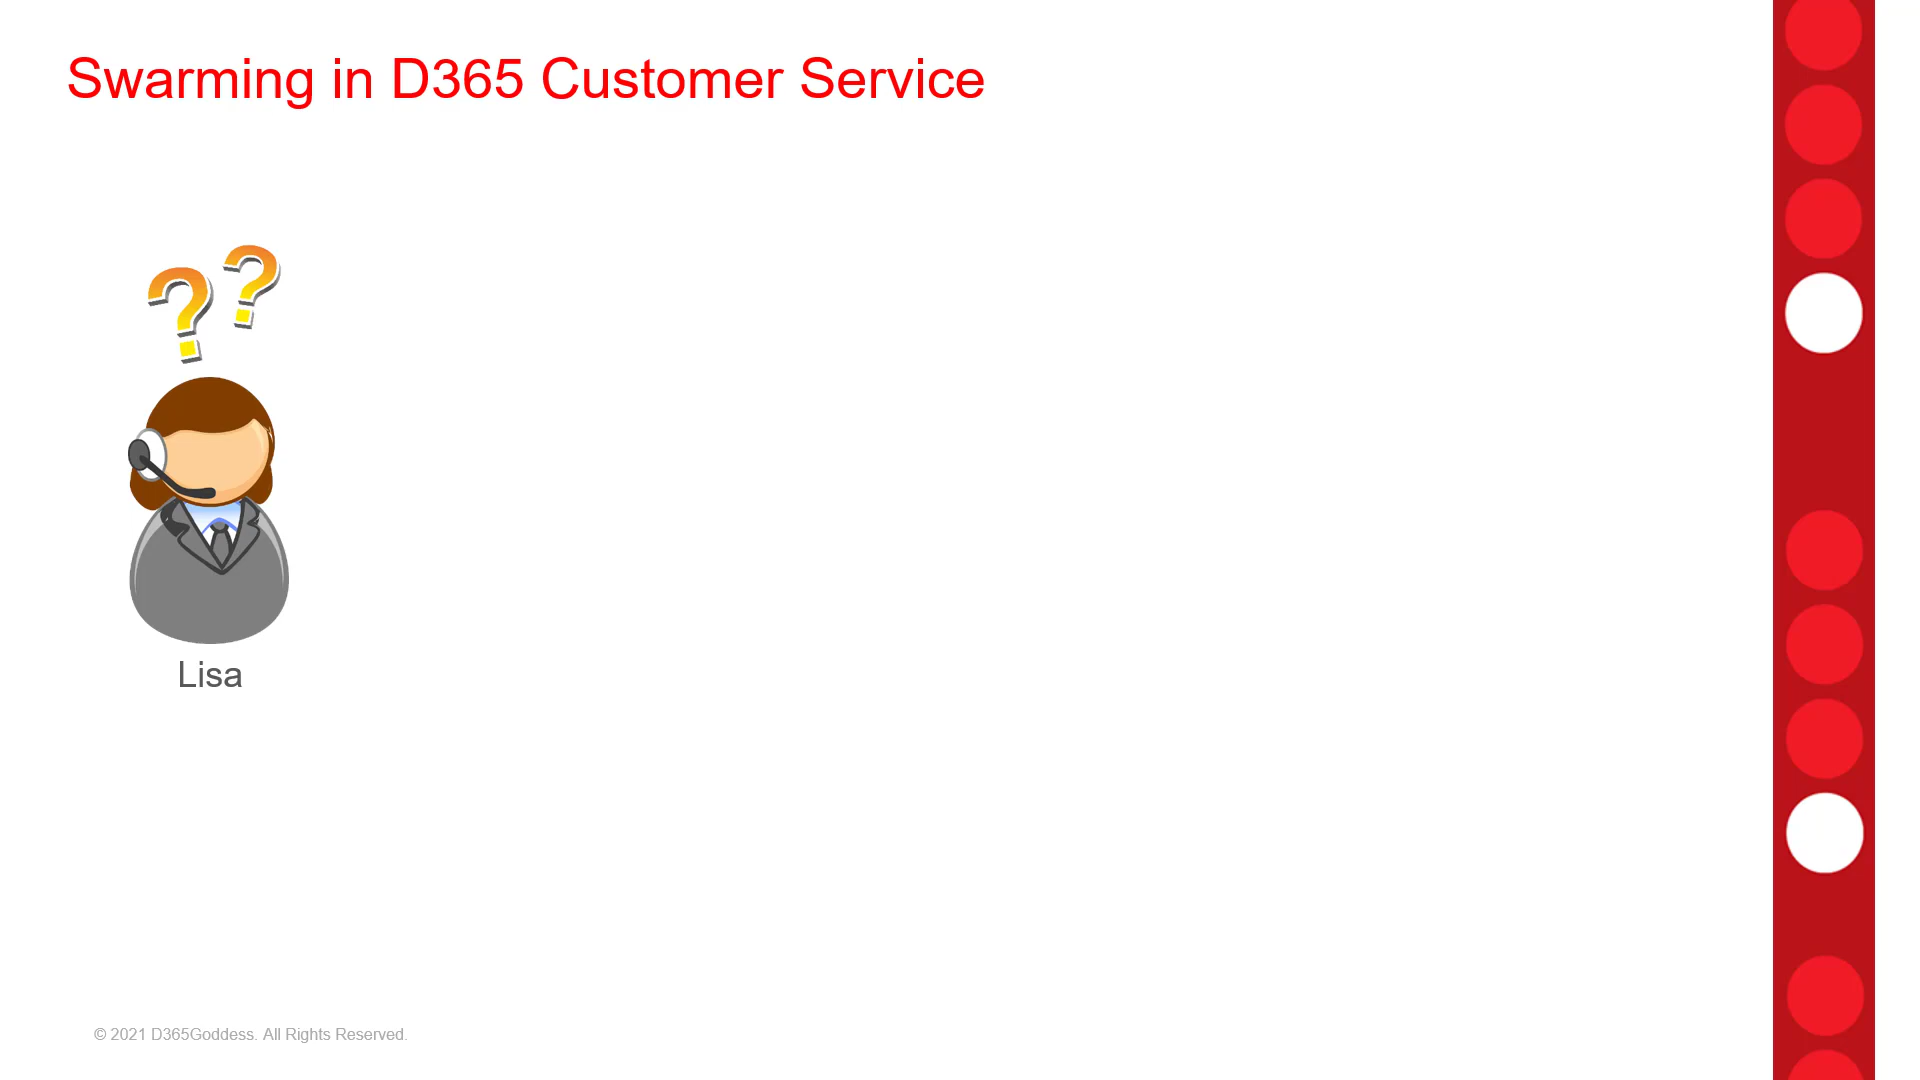 Swarming in D365 Customer Service
??
Lisa
© 2021 D365Goddess. All Rights Reserved.